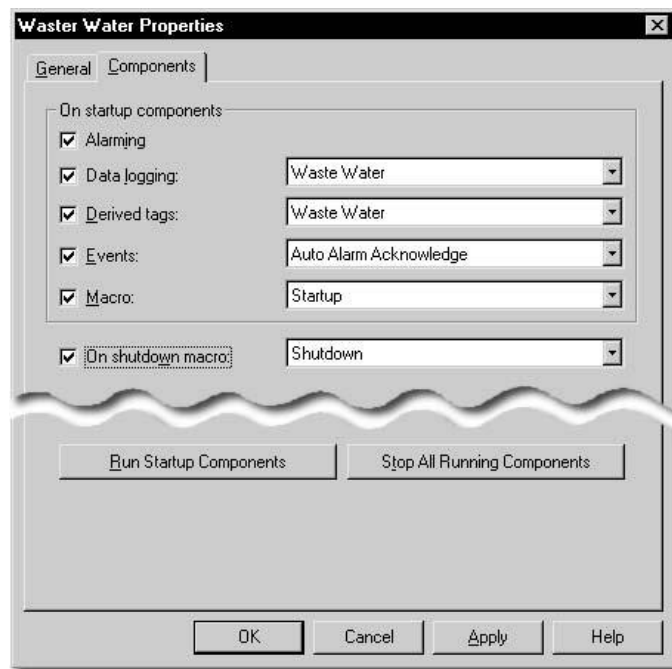 Waster Water Properties
General Components
On startup components
Alarming
Data logging: Waste Water
Derived tags: Waste Water
Events: Auto Alarm Acknowledge
Macro: Startup
On shutdown macro: Shutdown
Run Startup Components Stop All Running Components
OK Cancel Apply Help